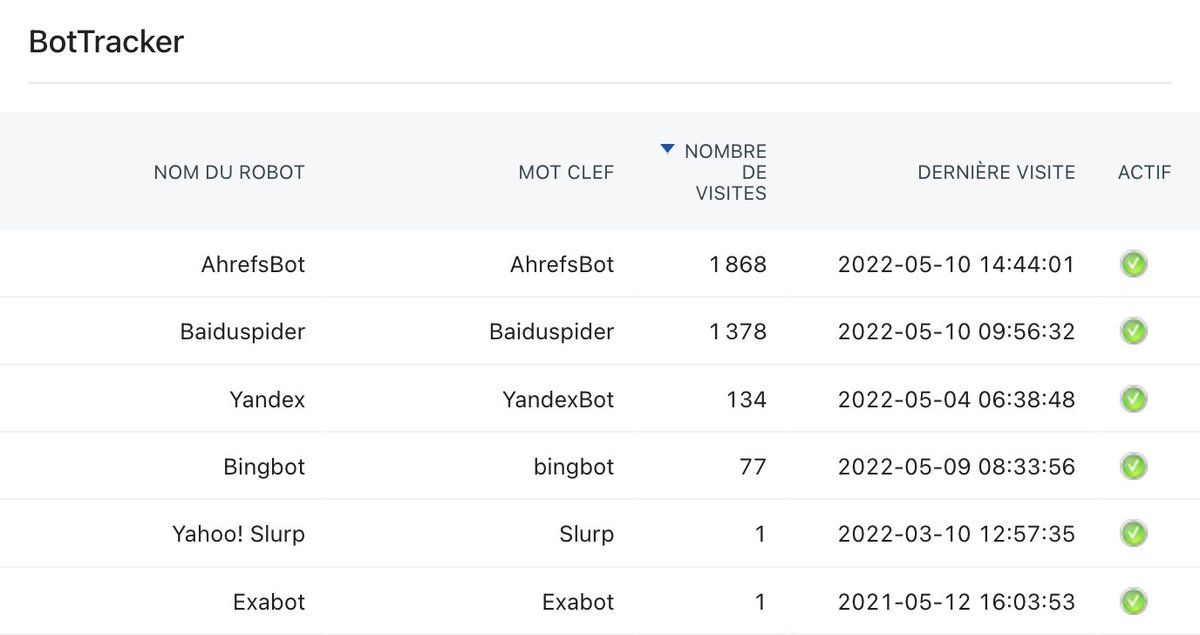 BotTracker
NOM DU ROBOT MOT CLEF NOMBRE DE VISITES DERNIÈRE VISITE ACTIF
AhrefsBot AhrefsBot 1 868 2022-05-10 14:44:01
Baiduspider Baiduspider 1 378 2022-05-10 09:56:32
Yandex YandexBot 134 2022-05-04 06:38:48
Bingbot bingbot 77 2022-05-09 08:33:56
Yahoo! Slurp Slurp 1 2022-03-10 12:57:35
Exabot Exabot 1 2021-05-12 16:03:53